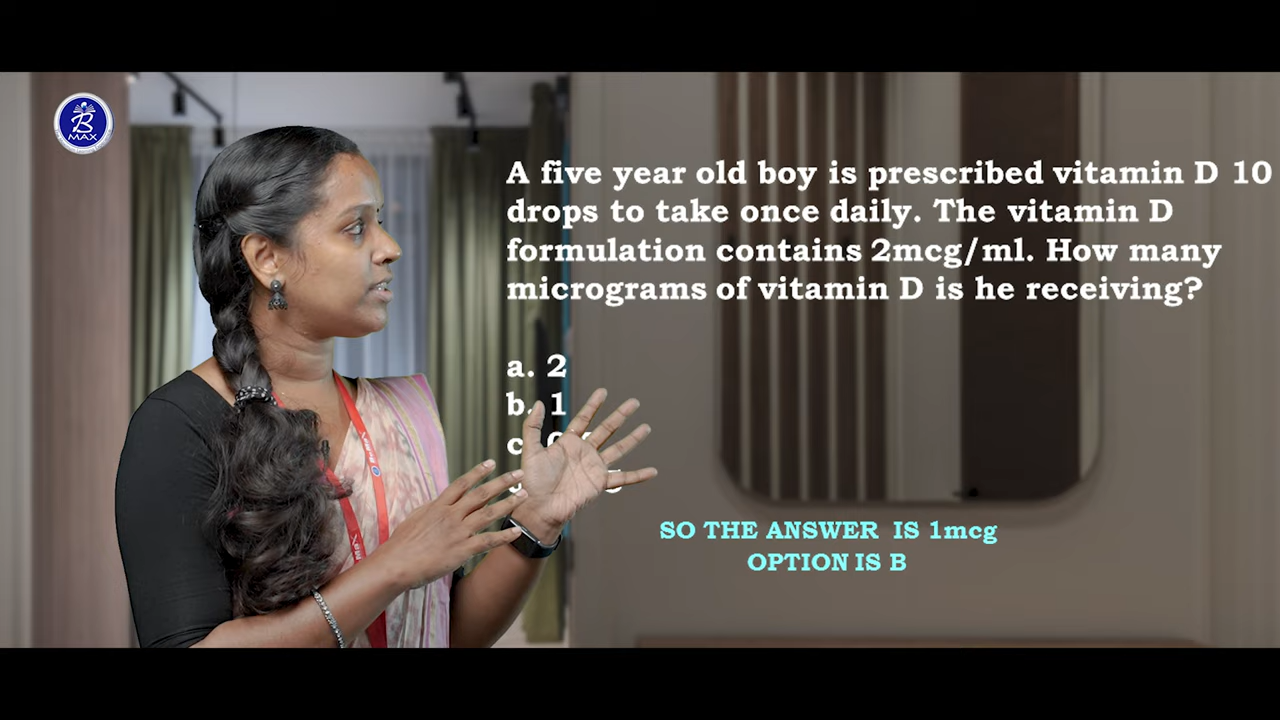 B
MAX
A five year old boy is prescribed vitamin D 10
drops to take once daily. The vitamin D
formulation contains 2mcg/ml. How many
micrograms of vitamin D is he receiving?
a. 2
b. 1
c.
SO THE ANSWER IS 1mcg
OPTION IS B